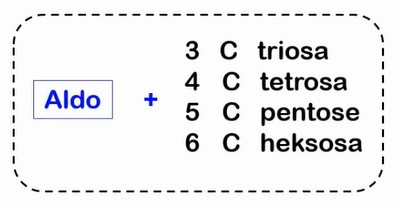 3 C triosa
4 C tetrosa
Aldo + 5 C pentose
6 C heksosa